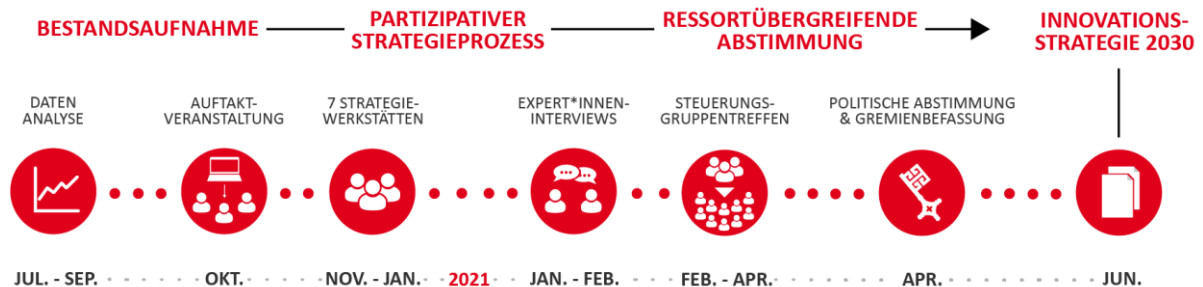 BESTANDSAUFNAHME
PARTIZIPATIVER
STRATEGIEPROZESS
RESSORTÜBERGREIFENDE
ABSTIMMUNG
INNOVATIONS-
STRATEGIE 2030
DATEN
ANALYSE
AUFTAKT-
VERANSTALTUNG
7 STRATEGIE-
WERKSTÄTTEN
EXPERT*INNEN-
INTERVIEWS
STEUERUNGS-
GRUPPENTREFFEN
POLITISCHE ABSTIMMUNG
& GREMIENBEFASSUNG
JUL. - SEP.
OKT.
NOV. - JAN.
2021
JAN. - FEB.
FEB. - APR.
APR.
JUN.